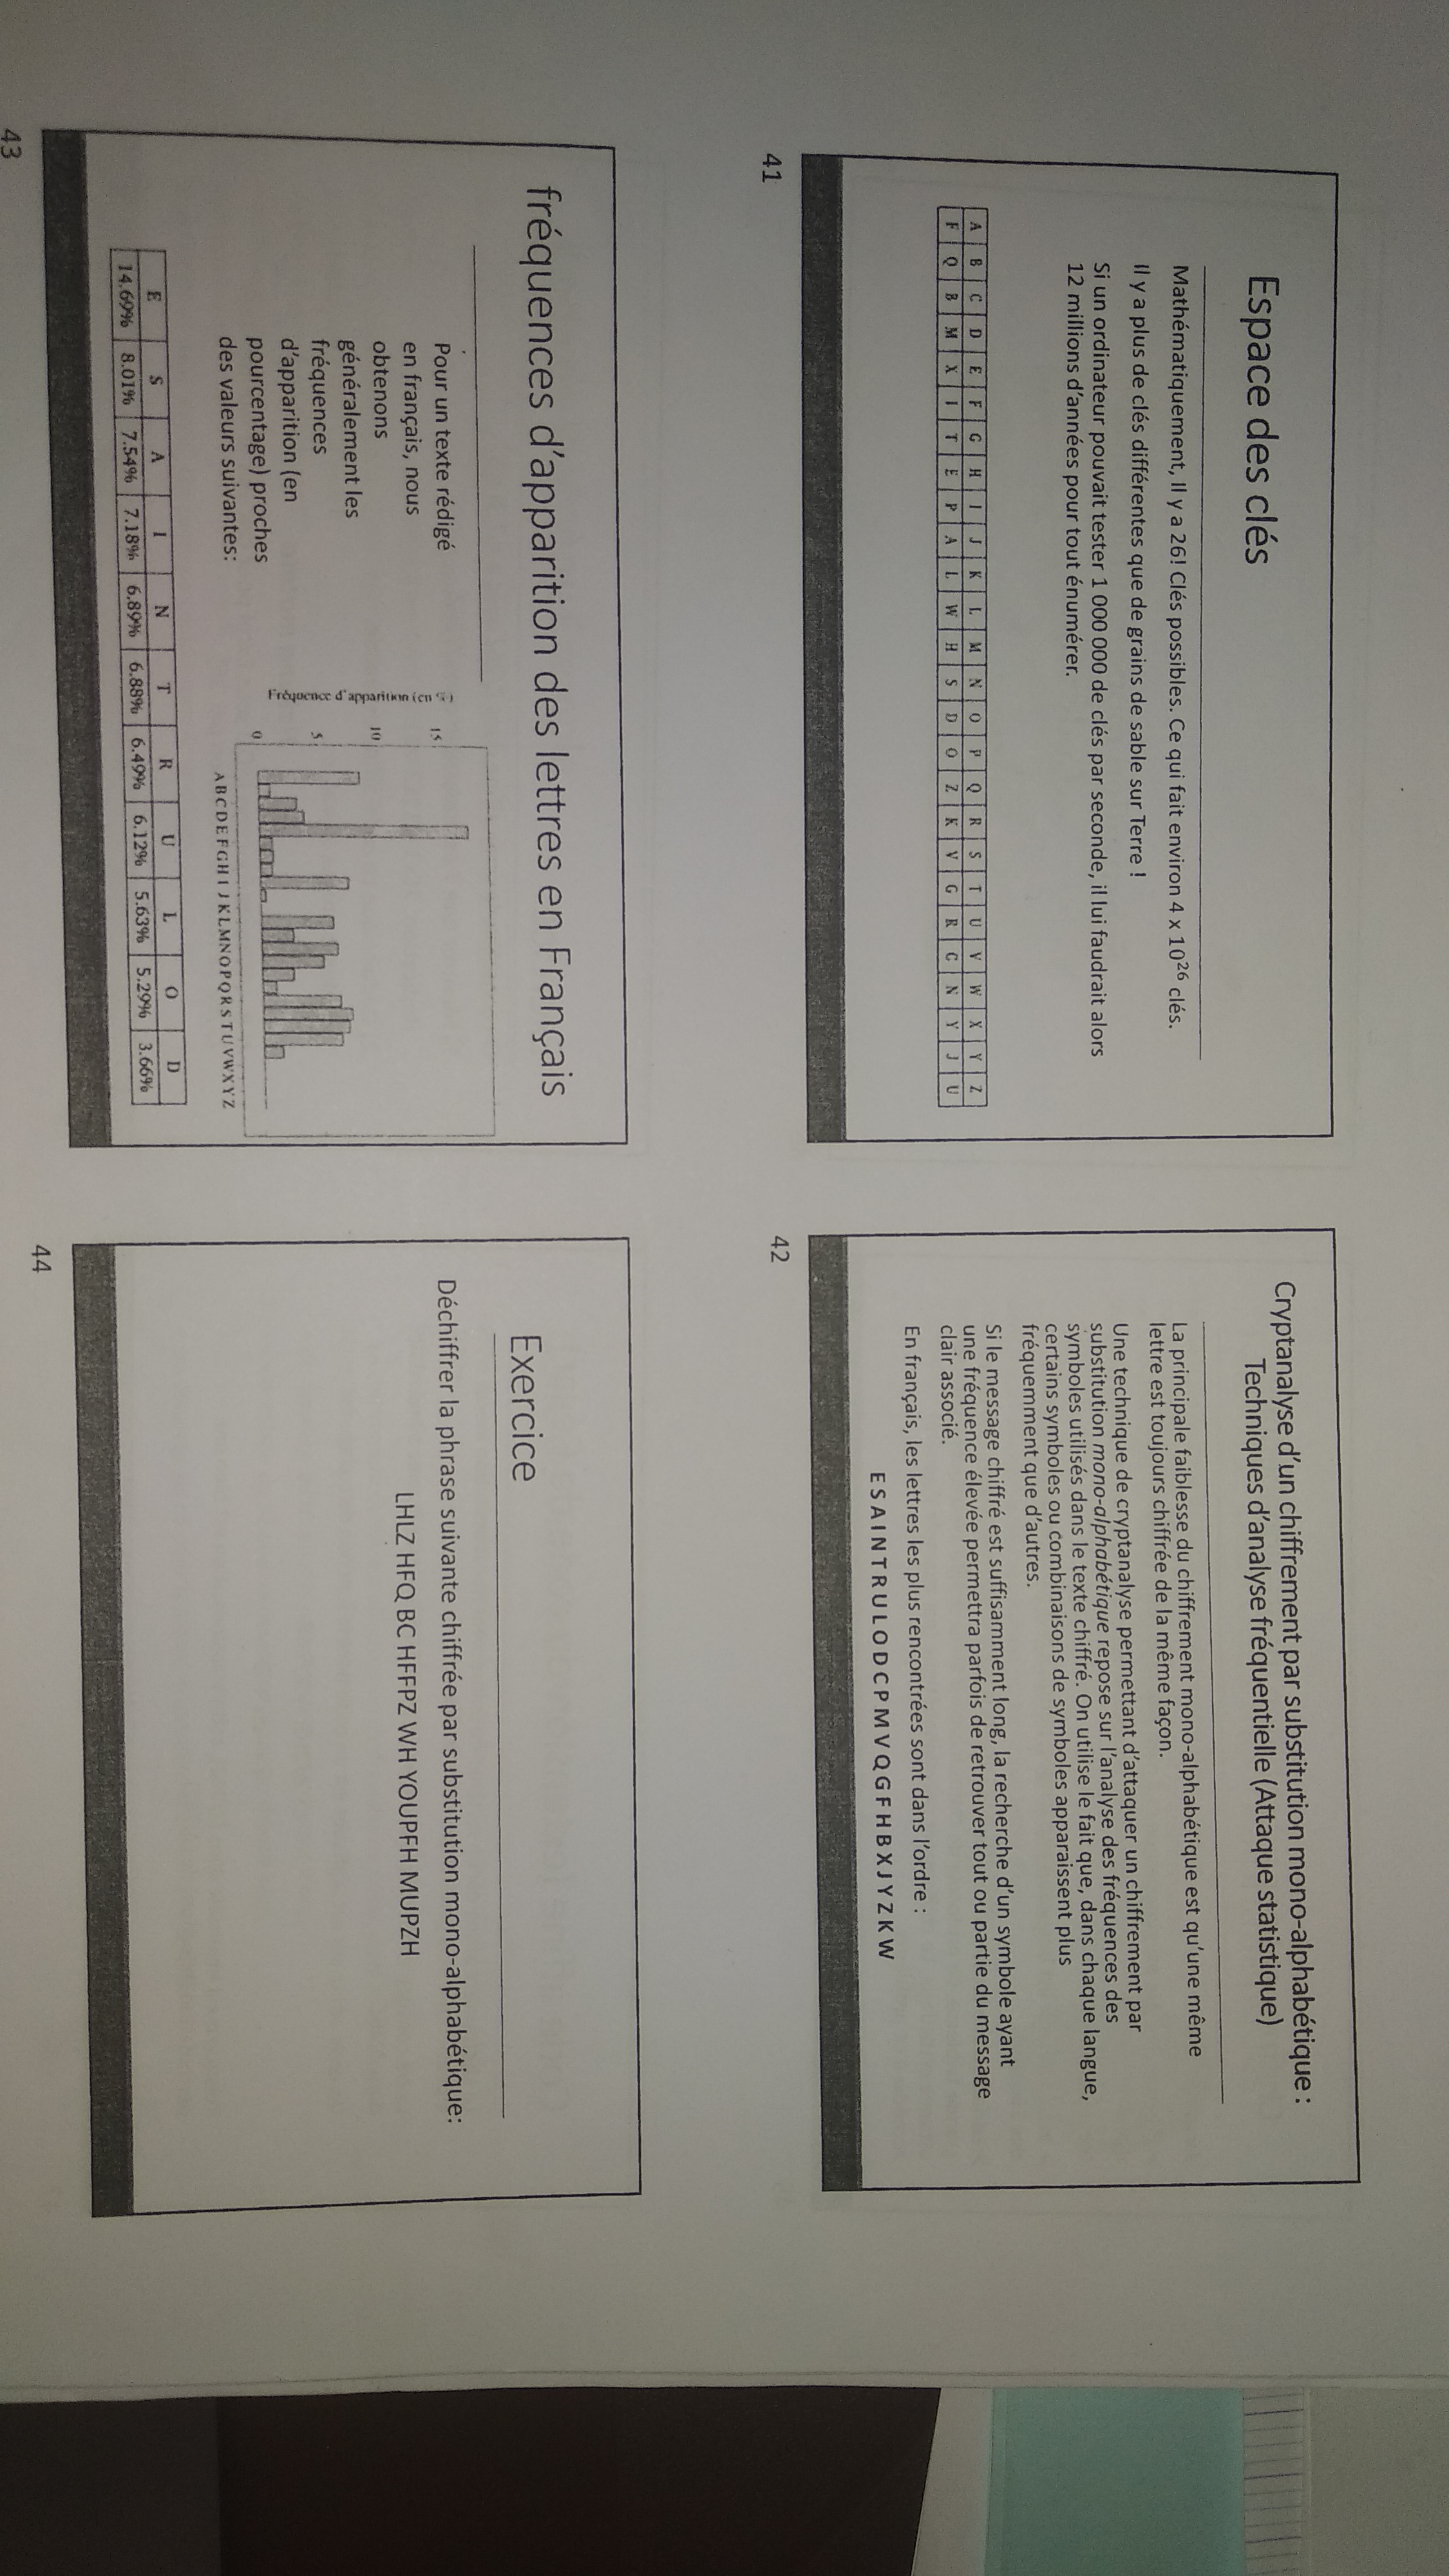 Espace des clés
Mathématiquement, Il y a 26! Clés possibles. Ce qui fait environ 4 x 10²⁶ clés.
Il y a plus de clés différentes que de grains de sable sur Terre !
Si un ordinateur pouvait tester 1 000 000 de clés par seconde, il lui faudrait alors
12 millions d'années pour tout énumérer.
A B C D E F G H I J K L M N O P Q R S T U V W X Y Z
F Q B M X I T E P A L W H S D O Z K V G R C N Y J U
41
Cryptanalyse d'un chiffrement par substitution mono-alphabétique :
Techniques d'analyse fréquentielle (Attaque statistique)
La principale faiblesse du chiffrement mono-alphabétique est qu'une même
lettre est toujours chiffrée de la même façon.
Une technique de cryptanalyse permettant d'attaquer un chiffrement par
substitution mono-alphabétique repose sur l'analyse des fréquences des
symboles utilisés dans le texte chiffré. On utilise le fait que, dans chaque langue,
certains symboles ou combinaisons de symboles apparaissent plus
fréquemment que d'autres.
Si le message chiffré est suffisamment long, la recherche d'un symbole ayant
une fréquence élevée permettra parfois de retrouver tout ou partie du message
clair associé.
En français, les lettres les plus rencontrées sont dans l'ordre :
E S A I N T R U L O D C P M V Q G F H B X J Y Z K W
42
fréquences d'apparition des lettres en Français
Pour un texte rédigé
en français, nous
obtenons
généralement les
fréquences
d'apparition (en
pourcentage) proches
des valeurs suivantes:
Fréquence d'apparition (en %)
15
10
5
0
A B C D E F G H I J K L M N O P Q R S T U V W X Y Z
E S A I N T R U L O D
14.69% 8.01% 7.54% 7.18% 6.89% 6.88% 6.49% 6.12% 5.63% 5.29% 3.66%
43
Exercice
Déchiffrer la phrase suivante chiffrée par substitution mono-alphabétique:
LHLZ HFQ BC HFFPZ WH YOUPFH MUPZH
44